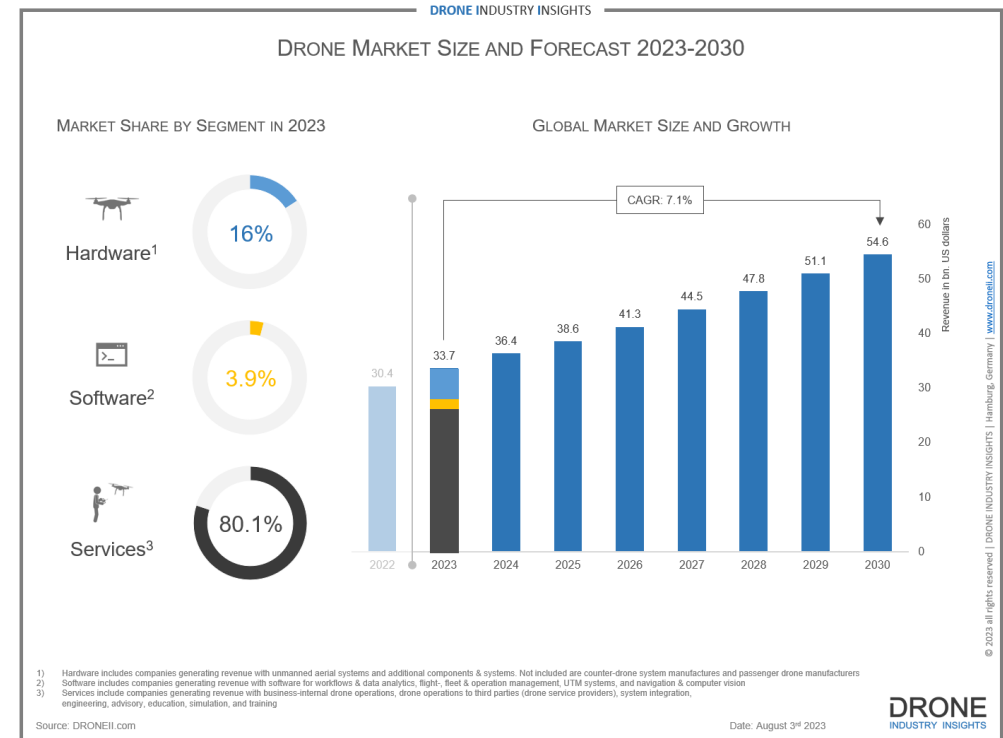 DRONE INDUSTRY INSIGHTS
DRONE MARKET SIZE AND FORECAST 2023-2030
MARKET SHARE BY SEGMENT IN 2023
Hardware1
16%
Software2
3.9%
Services3
80.1%
GLOBAL MARKET SIZE AND GROWTH
CAGR: 7.1%
30.4
33.7
36.4
38.6
41.3
44.5
47.8
51.1
54.6
60
50
40
30
20
10
0
Revenue in bn. US dollars
2022
2023
2024
2025
2026
2027
2028
2029
2030
© 2023 all rights reserved | DRONE INDUSTRY INSIGHTS | Hamburg, Germany | www.droneii.com
1) Hardware includes companies generating revenue with unmanned aerial systems and additional components & systems. Not included are counter-drone system manufactures and passenger drone manufacturers
2) Software includes companies generating revenue with software for workflows & data analytics, flight-, fleet & operation management, UTM systems, and navigation & computer vision
3) Services include companies generating revenue with business-internal drone operations, drone operations to third parties (drone service providers), system integration,
engineering, advisory, education, simulation, and training
Source: DRONEII.com
Date: August 3rd 2023
DRONE
INDUSTRY INSIGHTS